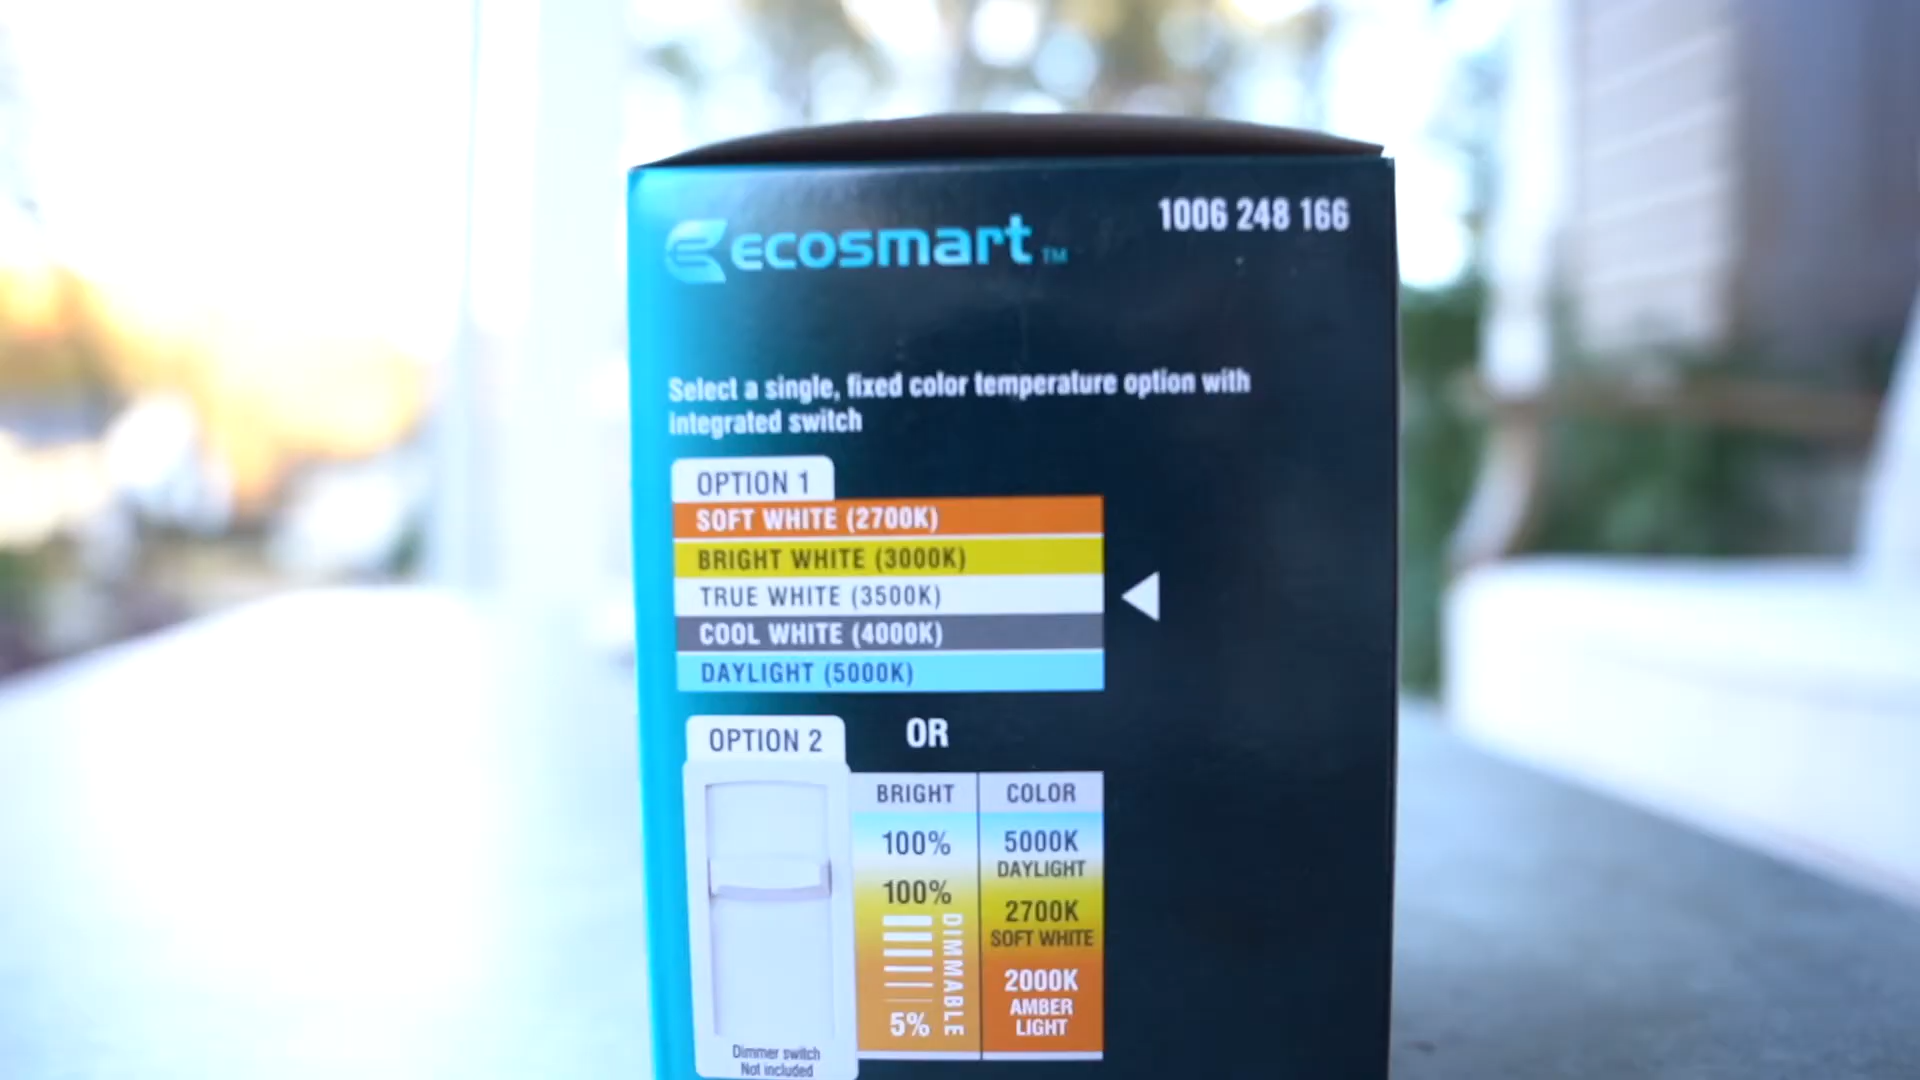 ecosmart™
1006 248 166
Select a single, fixed color temperature option with
integrated switch
OPTION 1
SOFT WHITE (2700K)
BRIGHT WHITE (3000K)
TRUE WHITE (3500K)
COOL WHITE (4000K)
DAYLIGHT (5000K)
OR
OPTION 2
BRIGHT
100%
100%
DIMMABLE
5%
COLOR
5000K
DAYLIGHT
2700K
SOFT WHITE
2000K
AMBER
LIGHT
Dimmer switch
Not included